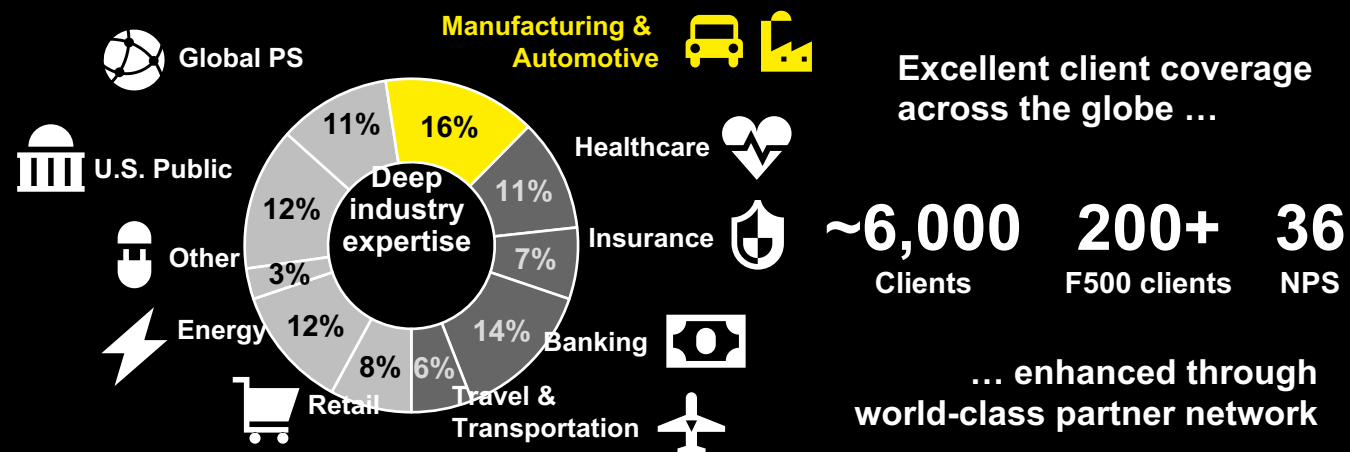 Manufacturing &
Automotive
Global PS
U.S. Public
Other
Energy
Retail
Healthcare
Insurance
Banking
Travel &
Transportation
11%
16%
11%
7%
14%
6%
8%
12%
3%
12%
Deep
industry
expertise
Excellent client coverage
across the globe …
~6,000
Clients
200+
F500 clients
36
NPS
… enhanced through
world-class partner network